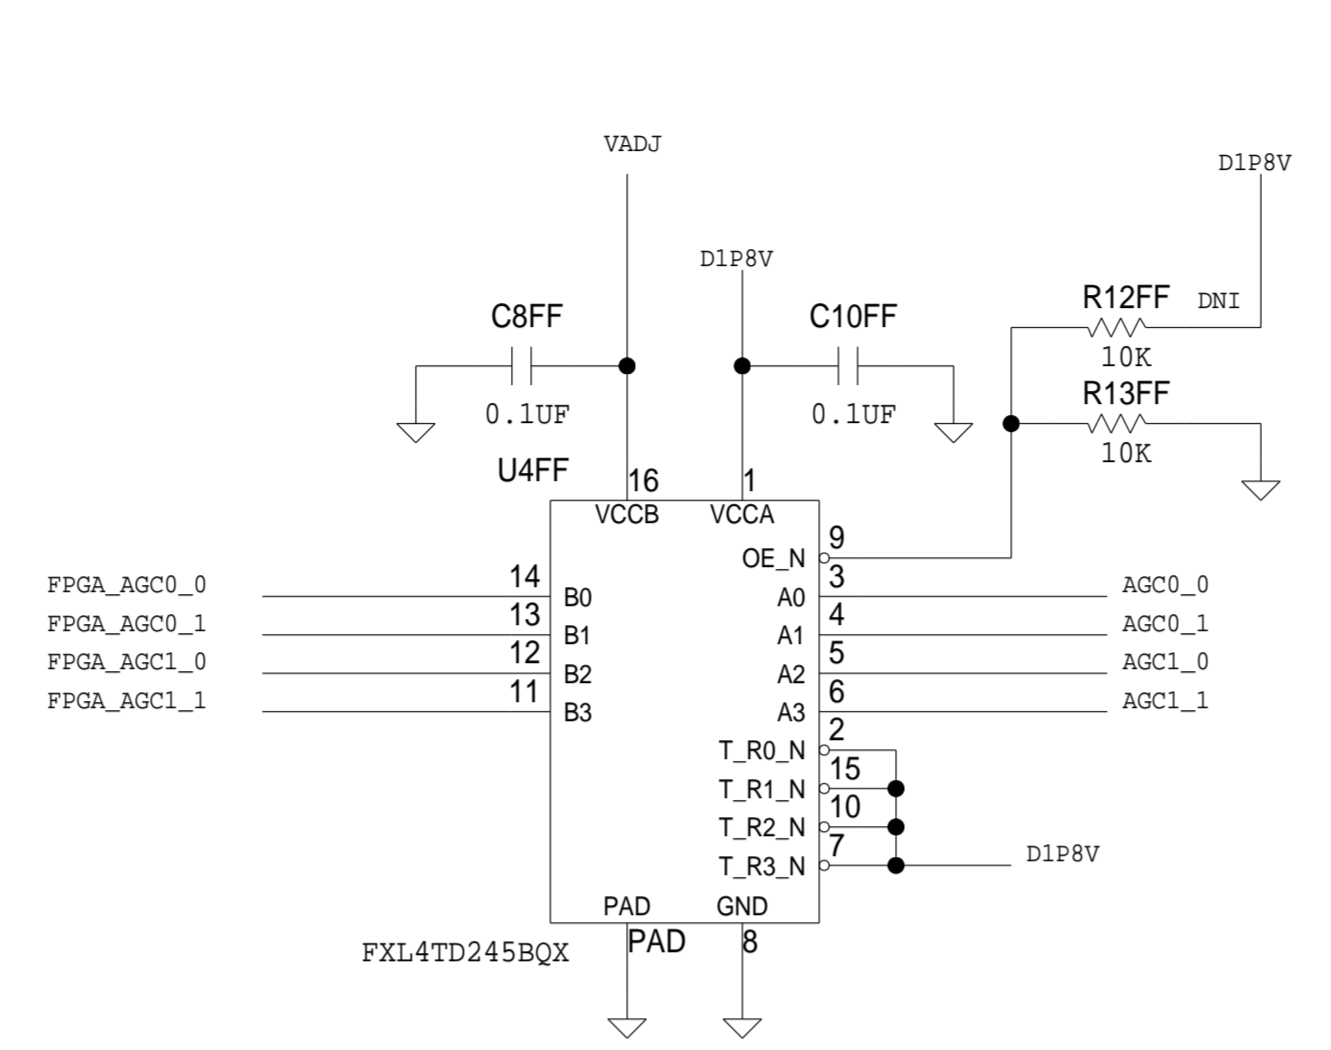 VADJ
D1P8V
D1P8V
R12FF DNI
C8FF
C10FF
10K
R13FF
0.1UF
0.1UF
10K
U4FF
16
1
VCCB
VCCA
9
OE_N
3
FPGA_AGC0_0
14
B0
A0
AGC0_0
4
FPGA_AGC0_1
13
B1
A1
AGC0_1
5
FPGA_AGC1_0
12
B2
A2
AGC1_0
6
FPGA_AGC1_1
11
B3
A3
AGC1_1
2
T_R0_N
15
T_R1_N
10
T_R2_N
7
T_R3_N
D1P8V
PAD
GND
PAD
8
FXL4TD245BQX